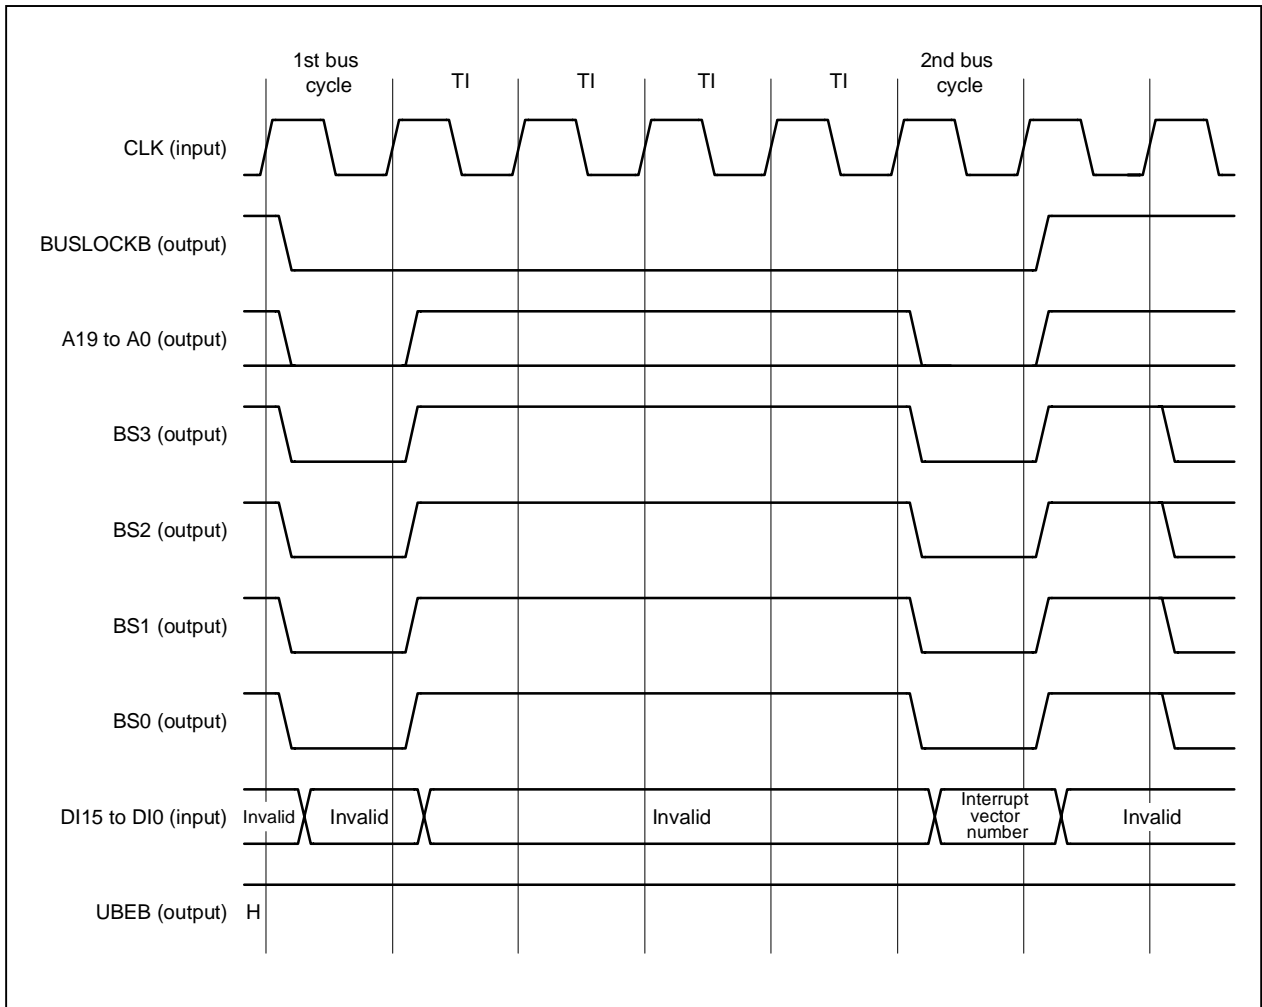 1st bus
cycle
TI
TI
TI
TI
2nd bus
cycle
CLK (input)
BUSLOCKB (output)
A19 to A0 (output)
BS3 (output)
BS2 (output)
BS1 (output)
BS0 (output)
DI15 to DI0 (input)
Invalid
Invalid
Invalid
Interrupt
vector
number
Invalid
UBEB (output)
H